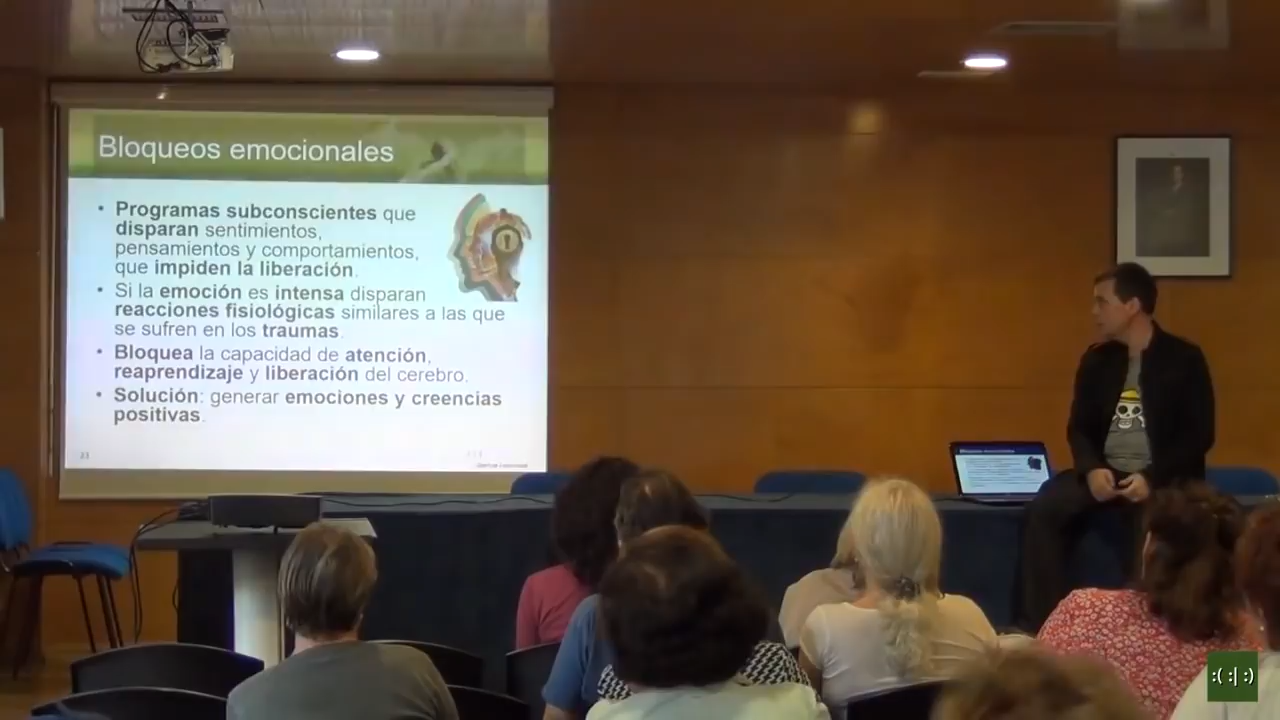 Bloqueos emocionales
• Programas subconscientes que
disparan sentimientos,
pensamientos y comportamientos,
que impiden la liberación.
• Si la emoción es intensa disparan
reacciones fisiológicas similares a las que
se sufren en los traumas.
• Bloquea la capacidad de atención,
reaprendizaje y liberación del cerebro.
• Solución: generar emociones y creencias
positivas.
Bloqueos emocionales
:( :| :)